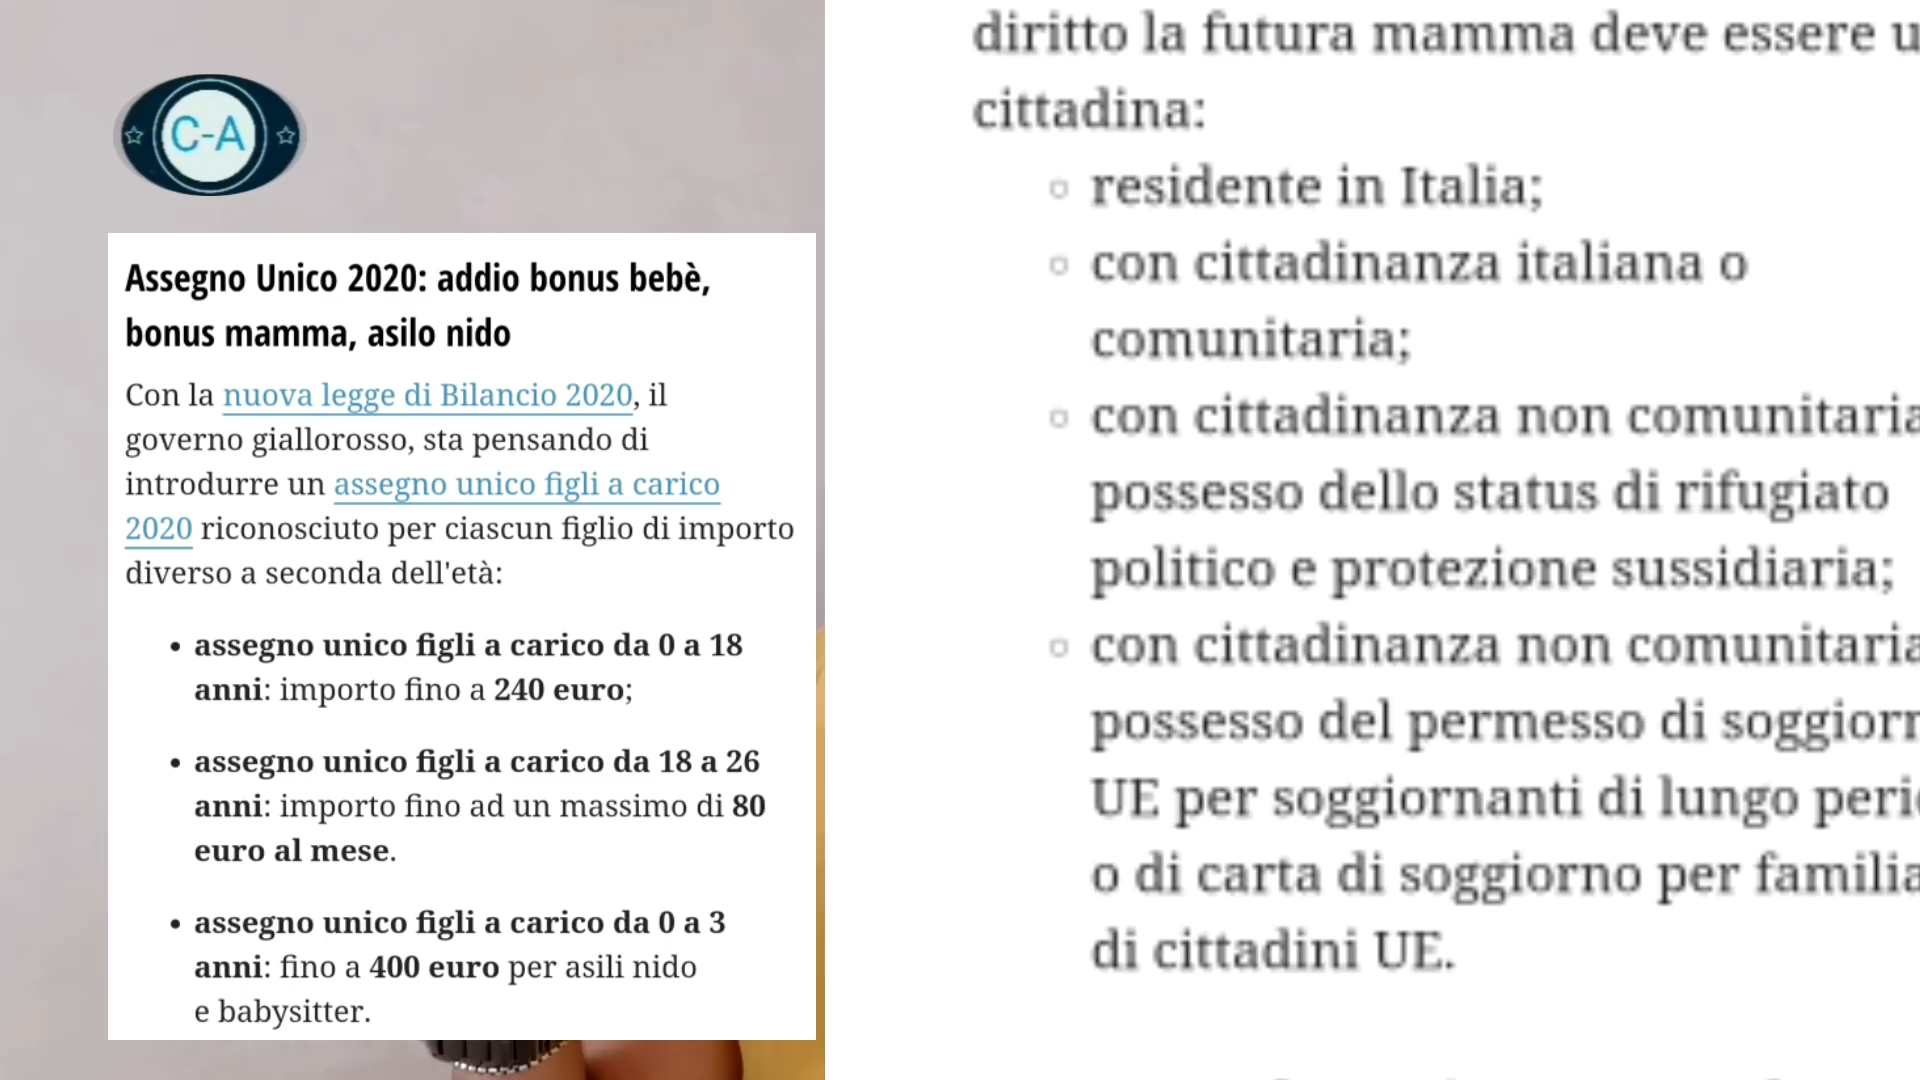 C-A
Assegno Unico 2020: addio bonus bebè,
bonus mamma, asilo nido
Con la nuova legge di Bilancio 2020, il
governo giallorosso, sta pensando di
introdurre un assegno unico figli a carico
2020 riconosciuto per ciascun figlio di importo
diverso a seconda dell'età:
• assegno unico figli a carico da 0 a 18
anni: importo fino a 240 euro;
• assegno unico figli a carico da 18 a 26
anni: importo fino ad un massimo di 80
euro al mese.
• assegno unico figli a carico da 0 a 3
anni: fino a 400 euro per asili nido
e babysitter.
diritto la futura mamma deve essere
cittadina:
residente in Italia;
con cittadinanza italiana o
comunitaria;
con cittadinanza non comunitaria
possesso dello status di rifugiato
politico e protezione sussidiaria;
con cittadinanza non comunitaria
possesso del permesso di
UE per soggiornanti di lungo
o di carta di soggiorno per
di cittadini UE.